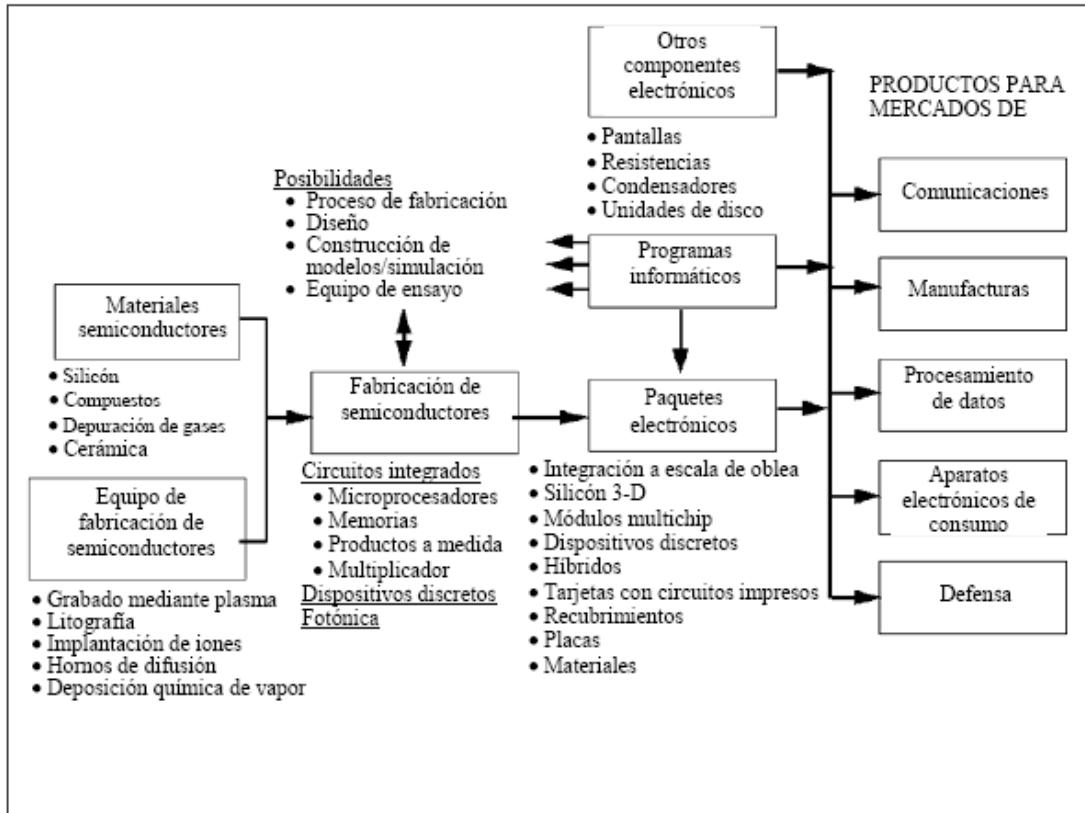 Otros
componentes
electrónicos
• Pantallas
• Resistencias
• Condensadores
• Unidades de disco
PRODUCTOS PARA
MERCADOS DE
Posibilidades
• Proceso de fabricación
• Diseño
• Construcción de
modelos/simulación
• Equipo de ensayo
Programas
informáticos
Comunicaciones
Manufacturas
Materiales
semiconductores
• Silicón
• Compuestos
• Depuración de gases
• Cerámica
Fabricación de
semiconductores
Paquetes
electrónicos
Procesamiento
de datos
Equipo de
fabricación de
semiconductores
• Grabado mediante plasma
• Litografía
• Implantación de iones
• Hornos de difusión
• Deposición química de vapor
Circuitos integrados
• Microprocesadores
• Memorias
• Productos a medida
• Multiplicador
Dispositivos discretos
Fotónica
• Integración a escala de oblea
• Silicón 3-D
• Módulos multichip
• Dispositivos discretos
• Híbridos
• Tarjetas con circuitos impresos
• Recubrimientos
• Placas
• Materiales
Aparatos
electrónicos de
consumo
Defensa